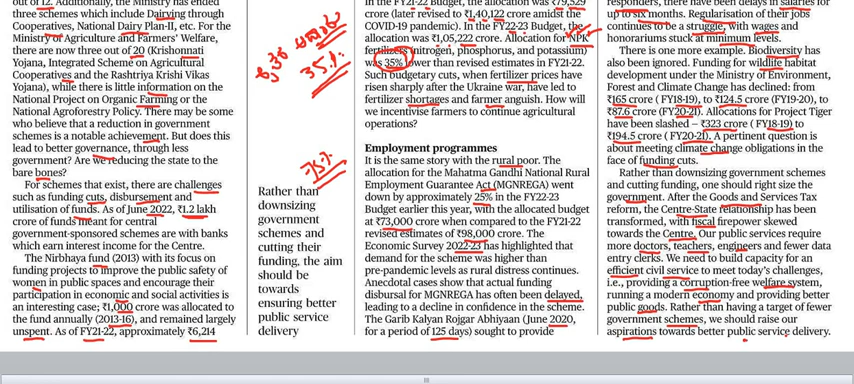 out of 12. Additionally, the Ministry has ended
three schemes which include Dairying through
Cooperatives, National Dairy Plan-II, etc. For the
Ministry of Agriculture and Farmers' Welfare,
there are now three out of 20 (Krishonnati
Yojana, Integrated Scheme on Agricultural
Cooperatives and the Rashtriya Krishi Vikas
Yojana), while there is little information on the
National Project on Organic Farming or the
National Agroforestry Policy. There may be some
who believe that a reduction in government
schemes is a notable achievement. But does this
lead to better governance, through less
government? Are we reducing the state to the
bare bones?
For schemes that exist, there are challenges
such as funding cuts, disbursement and
utilisation of funds. As of June 2022, ₹1.2 lakh
crore of funds meant for central
government-sponsored schemes are with banks
which earn interest income for the Centre.
The Nirbhaya fund (2013) with its focus on
funding projects to improve the public safety of
women in public spaces and encourage their
participation in economic and social activities is
an interesting case; ₹1,000 crore was allocated to
the fund annually (2013-16), and remained largely
unspent. As of FY21-22, approximately ₹6,214
35%
75%
Rather than
downsizing
government
schemes and
cutting their
funding, the aim
should be
towards
ensuring better
public service
delivery
In the FY21-22 Budget, the allocation was ₹79,529
crore (later revised to ₹1,40,122 crore amidst the
COVID-19 pandemic). In the FY22-23 Budget, the
allocation was ₹1,05,222 crore. Allocation for NPK
fertilizers (nitrogen, phosphorus, and potassium)
was 35% lower than revised estimates in FY21-22.
Such budgetary cuts, when fertilizer prices have
risen sharply after the Ukraine war, have led to
fertilizer shortages and farmer anguish. How will
we incentivise farmers to continue agricultural
operations?
Employment programmes
It is the same story with the rural poor. The
allocation for the Mahatma Gandhi National Rural
Employment Guarantee Act (MGNREGA) went
down by approximately 25% in the FY22-23
Budget earlier this year, with the allocated budget
at ₹73,000 crore when compared to the FY21-22
revised estimates of ₹98,000 crore. The
Economic Survey 2022-23 has highlighted that
demand for the scheme was higher than
pre-pandemic levels as rural distress continues.
Anecdotal cases show that actual funding
disbursal for MGNREGA has often been delayed,
leading to a decline in confidence in the scheme.
The Garib Kalyan Rojgar Abhiyaan (June 2020,
for a period of 125 days) sought to provide
responders, there have been delays in salaries for
up to six months. Regularisation of their jobs
continues to be a struggle, with wages and
honorariums stuck at minimum levels.
There is one more example. Biodiversity has
also been ignored. Funding for wildlife habitat
development under the Ministry of Environment,
Forest and Climate Change has declined: from
₹165 crore (FY18-19), to ₹124.5 crore (FY19-20), to
₹87.6 crore (FY20-21). Allocations for Project Tiger
have been slashed – ₹323 crore (FY18-19) to
₹194.5 crore (FY20-21). A pertinent question is
about meeting climate change obligations in the
face of funding cuts.
Rather than downsizing government schemes
and cutting funding, one should right size the
government. After the Goods and Services Tax
reform, the Centre-State relationship has been
transformed, with fiscal firepower skewed
towards the Centre. Our public services require
more doctors, teachers, engineers and fewer data
entry clerks. We need to build capacity for an
efficient civil service to meet today's challenges,
i.e., providing a corruption-free welfare system,
running a modern economy and providing better
public goods. Rather than having a target of fewer
government schemes, we should raise our
aspirations towards better public service delivery.